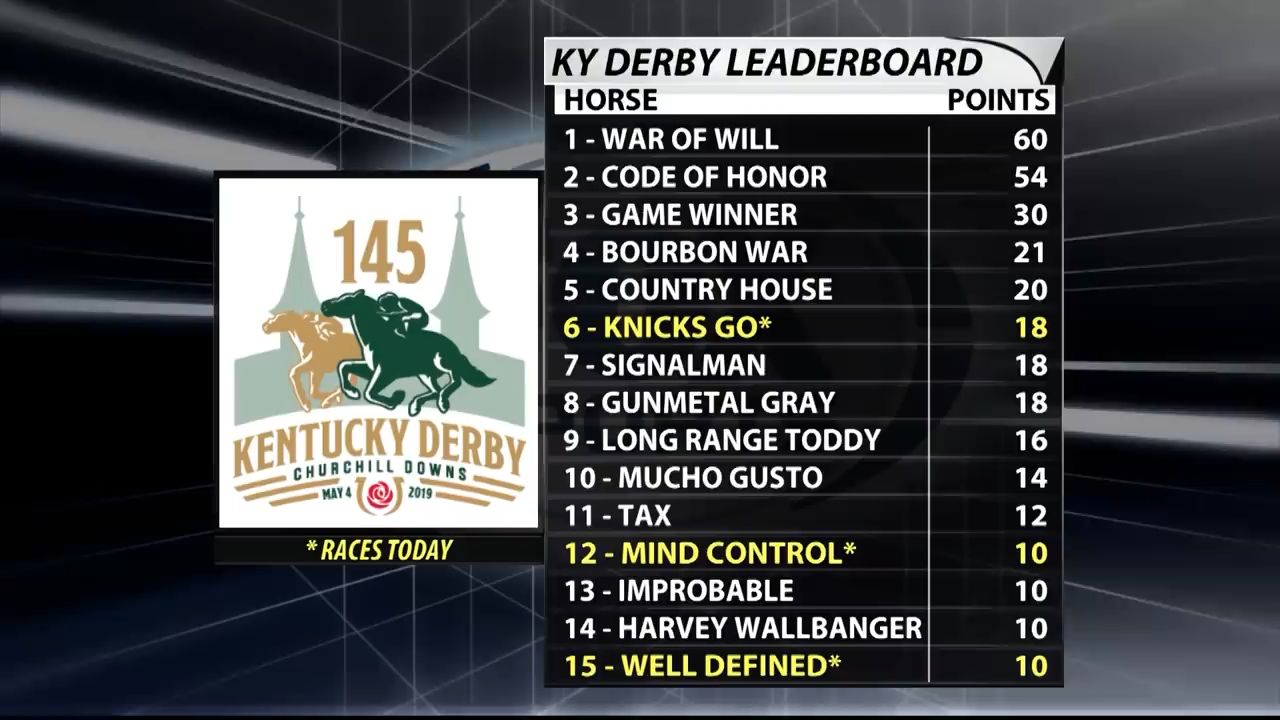 KY DERBY LEADERBOARD
HORSE POINTS
1 - WAR OF WILL 60
2 - CODE OF HONOR 54
3 - GAME WINNER 30
4 - BOURBON WAR 21
5 - COUNTRY HOUSE 20
6 - KNICKS GO* 18
7 - SIGNALMAN 18
8 - GUNMETAL GRAY 18
9 - LONG RANGE TODDY 16
10 - MUCHO GUSTO 14
11 - TAX 12
12 - MIND CONTROL* 10
13 - IMPROBABLE 10
14 - HARVEY WALLBANGER 10
15 - WELL DEFINED* 10
145
KENTUCKY DERBY
CHURCHILL DOWNS
MAY 4 2019
* RACES TODAY